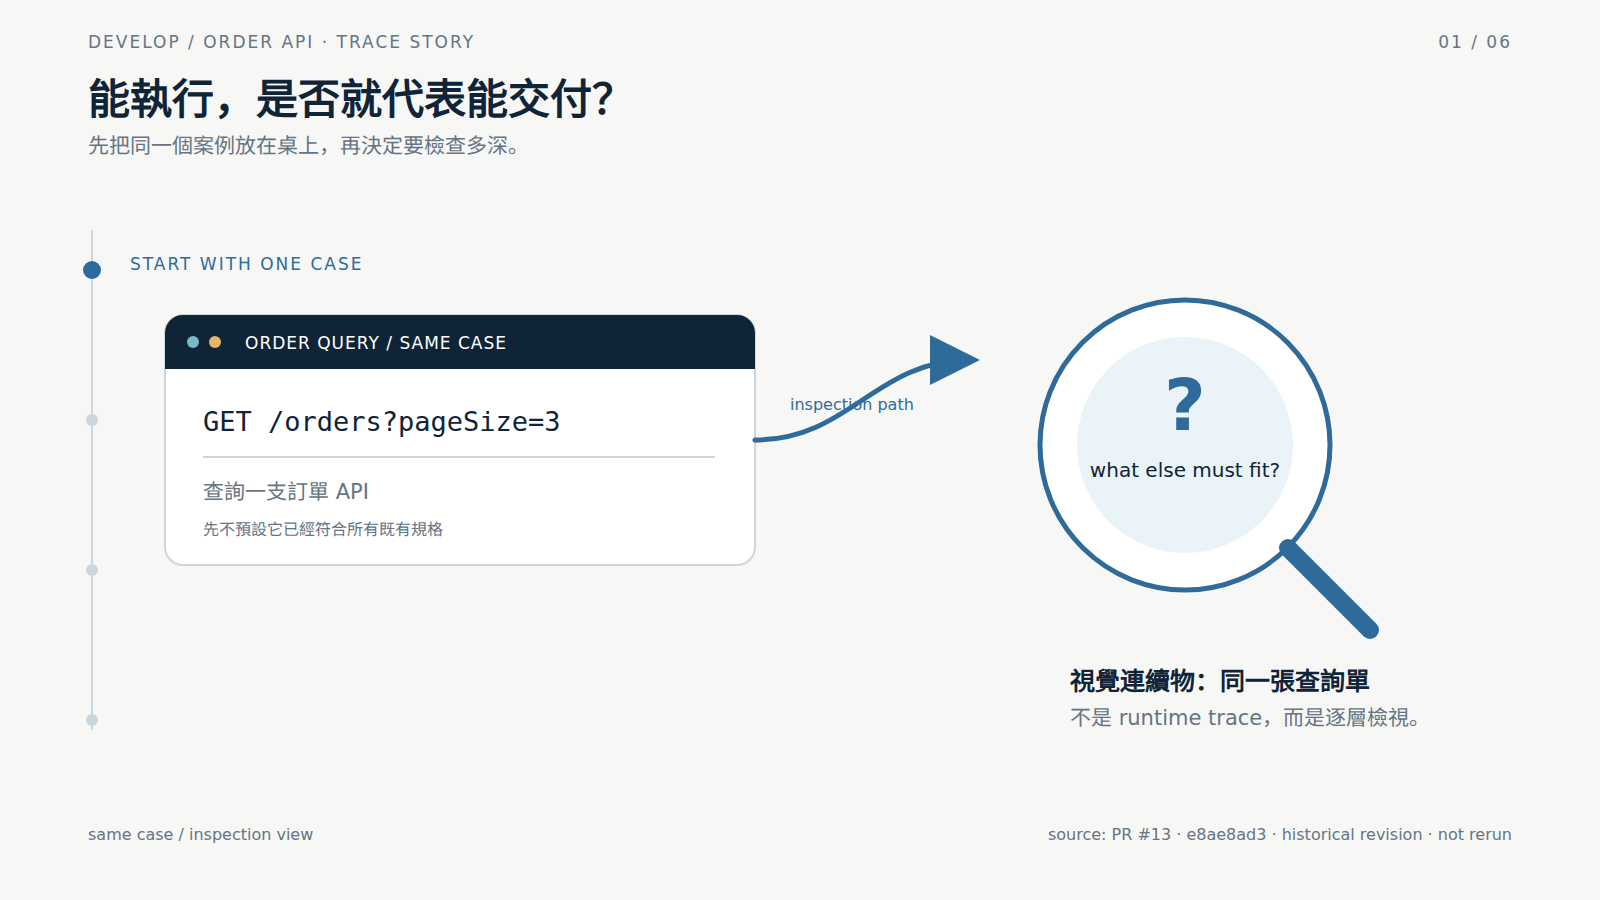 DEVELOP / ORDER API · TRACE STORY
01 / 06
能執行，是否就代表能交付？
先把同一個案例放在桌上，再決定要檢查多深。
START WITH ONE CASE
ORDER QUERY / SAME CASE
GET /orders?pageSize=3
查詢一支訂單 API
先不預設它已經符合所有既有規格
inspection path
?
what else must fit?
視覺連續物：同一張查詢單
不是 runtime trace，而是逐層檢視。
same case / inspection view
source: PR #13 · e8ae8ad3 · historical revision · not rerun